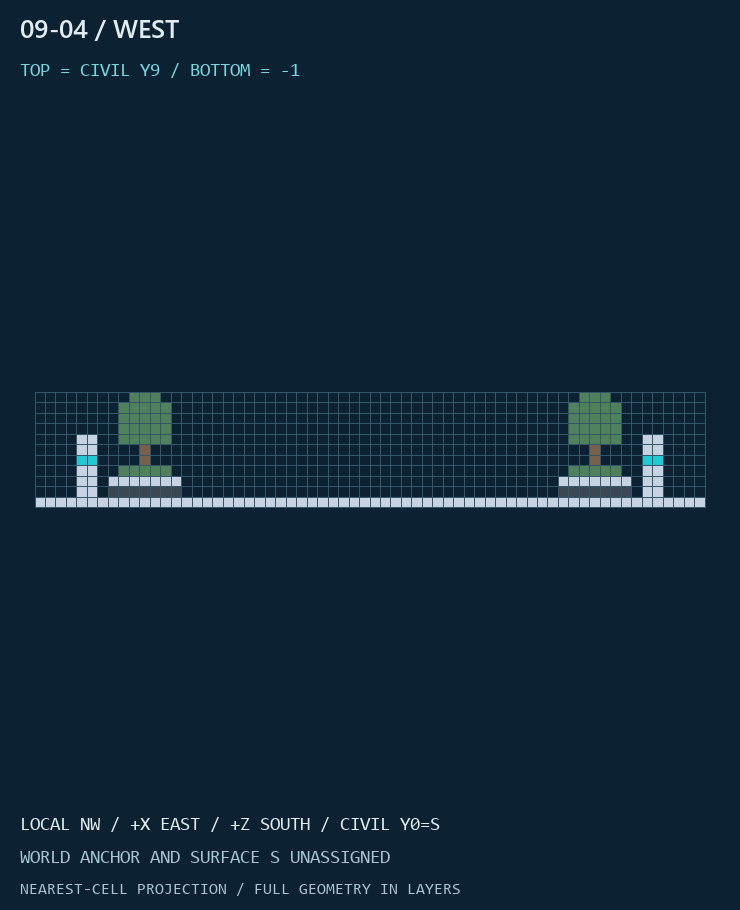 09-04 / WEST
TOP = CIVIL Y9 / BOTTOM = -1
LOCAL NW / +X EAST / +Z SOUTH / CIVIL Y0=S
WORLD ANCHOR AND SURFACE S UNASSIGNED
NEAREST-CELL PROJECTION / FULL GEOMETRY IN LAYERS